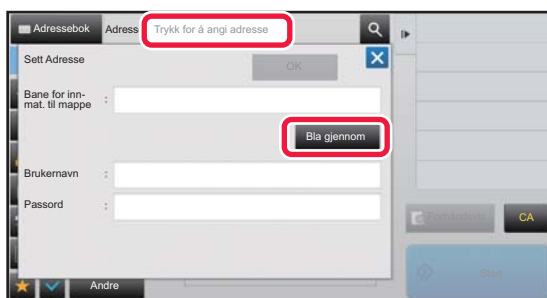 Adressebok Adress Trykk for å angi adresse
Sett Adresse OK
Bane for inn-
mat. til mappe :
Bla gjennom
Brukernavn :
Passord :
CA
Start
Andre